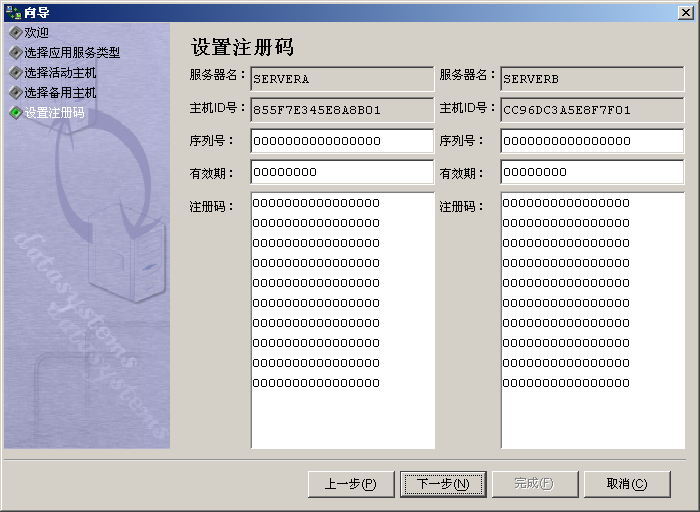 向导
欢迎
选择应用服务类型
选择活动主机
选择备用主机
设置注册码
datasystems
datasystems
设置注册码
服务器名： SERVERA 服务器名： SERVERB
主机ID号： 855F7E345E8A8B01 主机ID号： CC96DC3A5E8F7F01
序列号： 0000000000000000 序列号： 0000000000000000
有效期： 00000000 有效期： 00000000
注册码： 0000000000000000 注册码： 0000000000000000
0000000000000000 0000000000000000
0000000000000000 0000000000000000
0000000000000000 0000000000000000
0000000000000000 0000000000000000
0000000000000000 0000000000000000
0000000000000000 0000000000000000
0000000000000000 0000000000000000
0000000000000000 0000000000000000
0000000000000000 0000000000000000
上一步(P) 下一步(N) 完成(F) 取消(C)